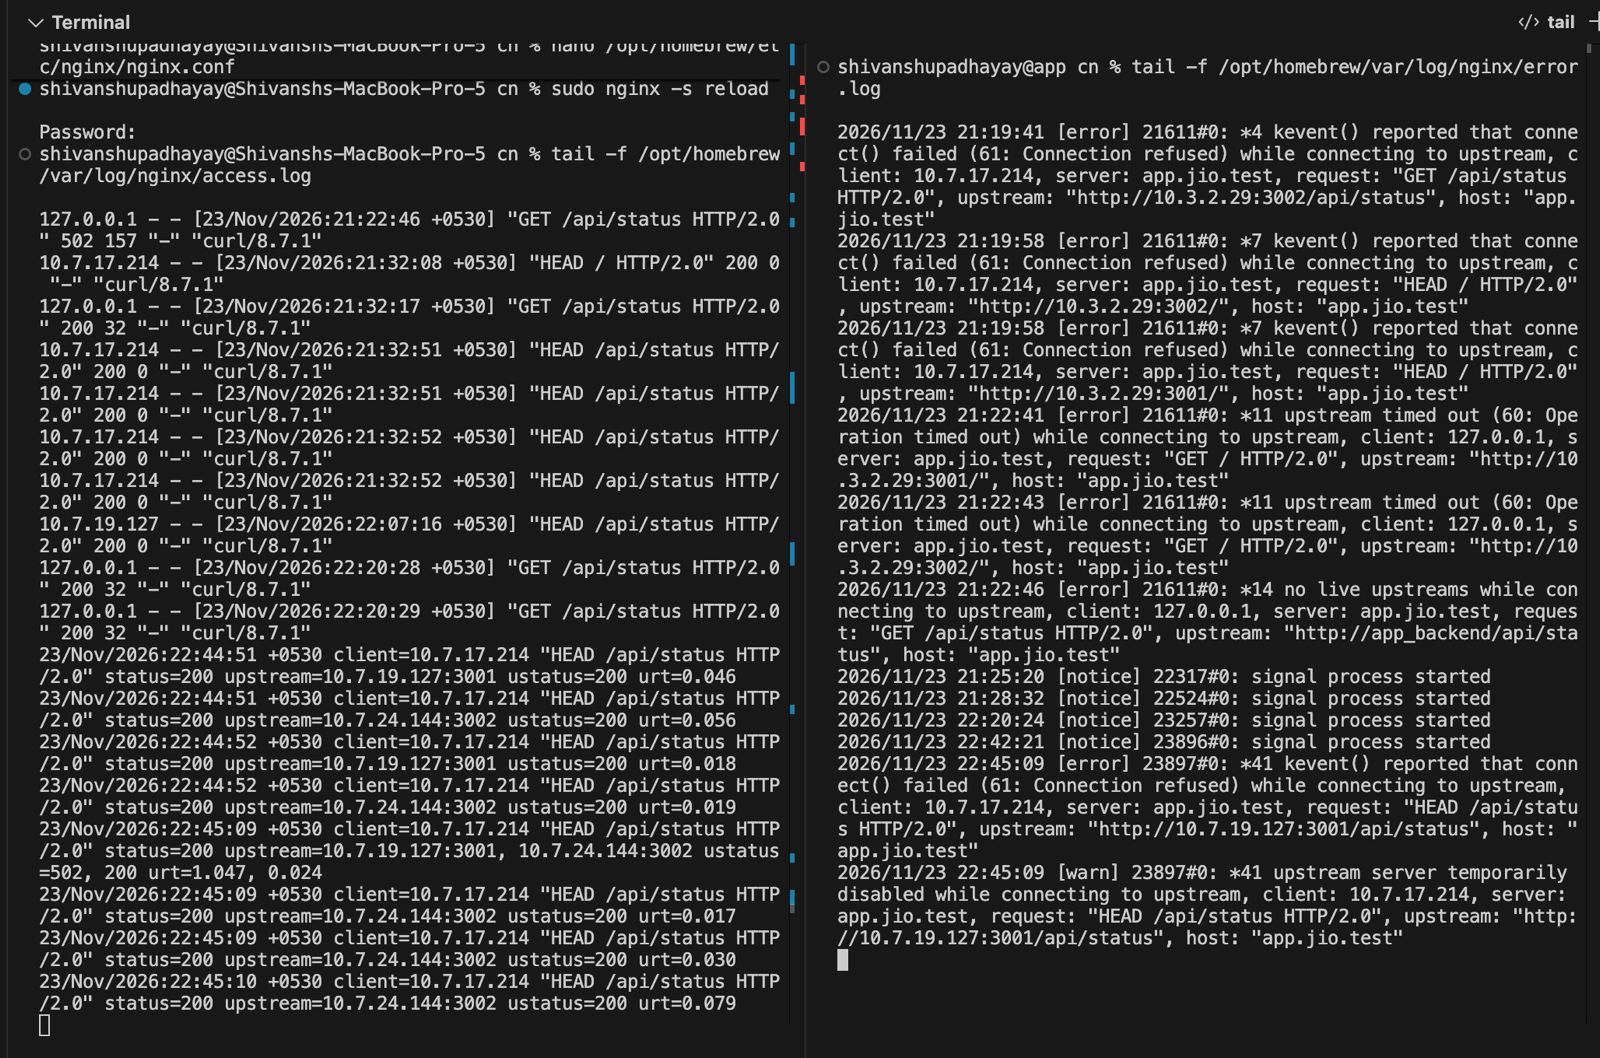 Terminal
</> tail
shivanshupadhayay@Shivanshs-MacBook-Pro-5 cn % nano /opt/homebrew/et
c/nginx/nginx.conf
shivanshupadhayay@Shivanshs-MacBook-Pro-5 cn % sudo nginx -s reload
Password:
shivanshupadhayay@Shivanshs-MacBook-Pro-5 cn % tail -f /opt/homebrew
/var/log/nginx/access.log
127.0.0.1 - - [23/Nov/2026:21:22:46 +0530] "GET /api/status HTTP/2.0
" 502 157 "-" "curl/8.7.1"
10.7.17.214 - - [23/Nov/2026:21:32:08 +0530] "HEAD / HTTP/2.0" 200 0
"-" "curl/8.7.1"
127.0.0.1 - - [23/Nov/2026:21:32:17 +0530] "GET /api/status HTTP/2.0
" 200 32 "-" "curl/8.7.1"
10.7.17.214 - - [23/Nov/2026:21:32:51 +0530] "HEAD /api/status HTTP/
2.0" 200 0 "-" "curl/8.7.1"
10.7.17.214 - - [23/Nov/2026:21:32:51 +0530] "HEAD /api/status HTTP/
2.0" 200 0 "-" "curl/8.7.1"
10.7.17.214 - - [23/Nov/2026:21:32:52 +0530] "HEAD /api/status HTTP/
2.0" 200 0 "-" "curl/8.7.1"
10.7.17.214 - - [23/Nov/2026:21:32:52 +0530] "HEAD /api/status HTTP/
2.0" 200 0 "-" "curl/8.7.1"
10.7.19.127 - - [23/Nov/2026:22:07:16 +0530] "HEAD /api/status HTTP/
2.0" 200 0 "-" "curl/8.7.1"
127.0.0.1 - - [23/Nov/2026:22:20:28 +0530] "GET /api/status HTTP/2.0
" 200 32 "-" "curl/8.7.1"
127.0.0.1 - - [23/Nov/2026:22:20:29 +0530] "GET /api/status HTTP/2.0
" 200 32 "-" "curl/8.7.1"
23/Nov/2026:22:44:51 +0530 client=10.7.17.214 "HEAD /api/status HTTP
/2.0" status=200 upstream=10.7.19.127:3001 ustatus=200 urt=0.046
23/Nov/2026:22:44:51 +0530 client=10.7.17.214 "HEAD /api/status HTTP
/2.0" status=200 upstream=10.7.24.144:3002 ustatus=200 urt=0.056
23/Nov/2026:22:44:52 +0530 client=10.7.17.214 "HEAD /api/status HTTP
/2.0" status=200 upstream=10.7.19.127:3001 ustatus=200 urt=0.018
23/Nov/2026:22:44:52 +0530 client=10.7.17.214 "HEAD /api/status HTTP
/2.0" status=200 upstream=10.7.24.144:3002 ustatus=200 urt=0.019
23/Nov/2026:22:45:09 +0530 client=10.7.17.214 "HEAD /api/status HTTP
/2.0" status=200 upstream=10.7.19.127:3001, 10.7.24.144:3002 ustatus
=502, 200 urt=1.047, 0.024
23/Nov/2026:22:45:09 +0530 client=10.7.17.214 "HEAD /api/status HTTP
/2.0" status=200 upstream=10.7.24.144:3002 ustatus=200 urt=0.017
23/Nov/2026:22:45:09 +0530 client=10.7.17.214 "HEAD /api/status HTTP
/2.0" status=200 upstream=10.7.24.144:3002 ustatus=200 urt=0.030
23/Nov/2026:22:45:10 +0530 client=10.7.17.214 "HEAD /api/status HTTP
/2.0" status=200 upstream=10.7.24.144:3002 ustatus=200 urt=0.079
shivanshupadhayay@app cn % tail -f /opt/homebrew/var/log/nginx/error
.log
2026/11/23 21:19:41 [error] 21611#0: *4 kevent() reported that conne
ct() failed (61: Connection refused) while connecting to upstream, c
lient: 10.7.17.214, server: app.jio.test, request: "GET /api/status
HTTP/2.0", upstream: "http://10.3.2.29:3002/api/status", host: "app.
jio.test"
2026/11/23 21:19:58 [error] 21611#0: *7 kevent() reported that conne
ct() failed (61: Connection refused) while connecting to upstream, c
lient: 10.7.17.214, server: app.jio.test, request: "HEAD / HTTP/2.0"
, upstream: "http://10.3.2.29:3002/", host: "app.jio.test"
2026/11/23 21:19:58 [error] 21611#0: *7 kevent() reported that conne
ct() failed (61: Connection refused) while connecting to upstream, c
lient: 10.7.17.214, server: app.jio.test, request: "HEAD / HTTP/2.0"
, upstream: "http://10.3.2.29:3001/", host: "app.jio.test"
2026/11/23 21:22:41 [error] 21611#0: *11 upstream timed out (60: Ope
ration timed out) while connecting to upstream, client: 127.0.0.1, s
erver: app.jio.test, request: "GET / HTTP/2.0", upstream: "http://10
.3.2.29:3001/", host: "app.jio.test"
2026/11/23 21:22:43 [error] 21611#0: *11 upstream timed out (60: Ope
ration timed out) while connecting to upstream, client: 127.0.0.1, s
erver: app.jio.test, request: "GET / HTTP/2.0", upstream: "http://10
.3.2.29:3002/", host: "app.jio.test"
2026/11/23 21:22:46 [error] 21611#0: *14 no live upstreams while con
necting to upstream, client: 127.0.0.1, server: app.jio.test, reques
t: "GET /api/status HTTP/2.0", upstream: "http://app_backend/api/sta
tus", host: "app.jio.test"
2026/11/23 21:25:20 [notice] 22317#0: signal process started
2026/11/23 21:28:32 [notice] 22524#0: signal process started
2026/11/23 22:20:24 [notice] 23257#0: signal process started
2026/11/23 22:42:21 [notice] 23896#0: signal process started
2026/11/23 22:45:09 [error] 23897#0: *41 kevent() reported that conn
ect() failed (61: Connection refused) while connecting to upstream,
client: 10.7.17.214, server: app.jio.test, request: "HEAD /api/statu
s HTTP/2.0", upstream: "http://10.7.19.127:3001/api/status", host: "
app.jio.test"
2026/11/23 22:45:09 [warn] 23897#0: *41 upstream server temporarily
disabled while connecting to upstream, client: 10.7.17.214, server:
app.jio.test, request: "HEAD /api/status HTTP/2.0", upstream: "http:
//10.7.19.127:3001/api/status", host: "app.jio.test"